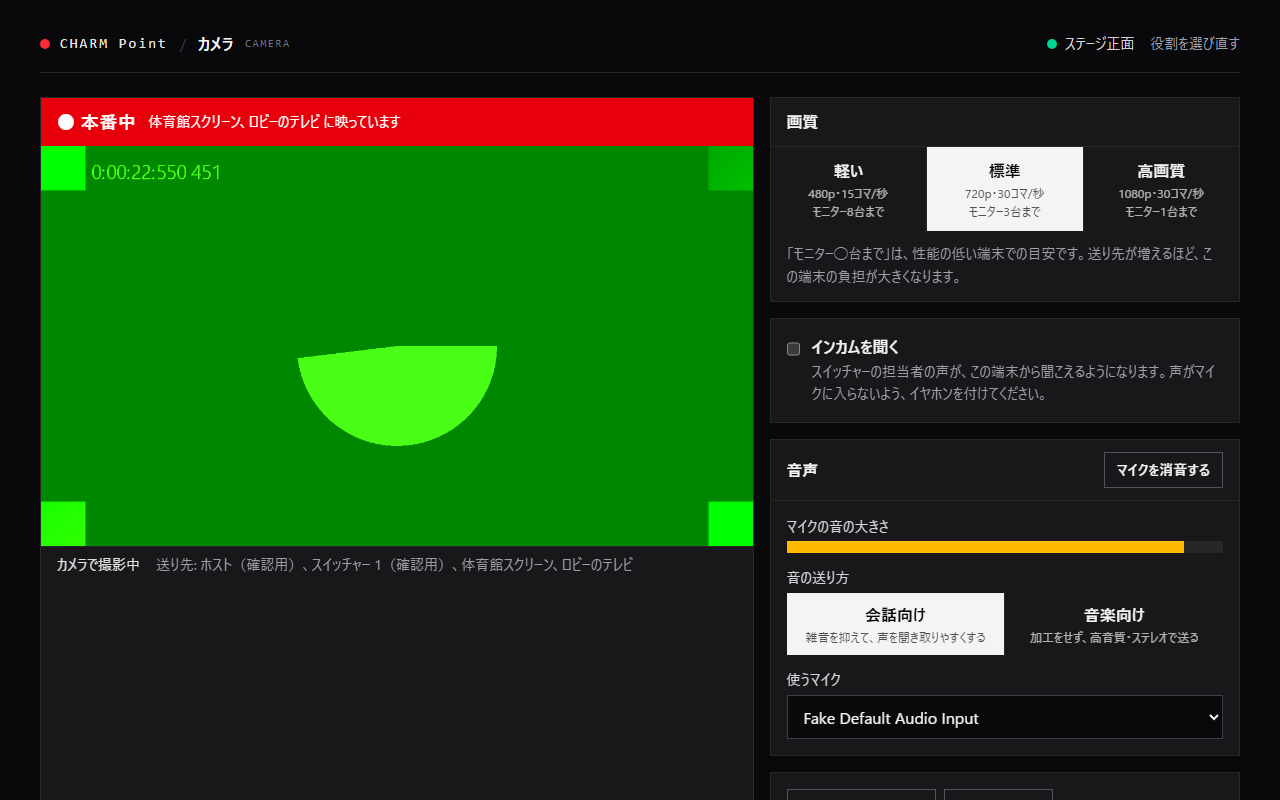 CHARM Point / カメラ CAMERA
ステージ正面 役割を選び直す
本番中 体育館スクリーン、ロビーのテレビ に映っています
0:00:22:550 451
カメラで撮影中 送り先: ホスト（確認用）、スイッチャー 1（確認用）、体育館スクリーン、ロビーのテレビ
画質
軽い
480p･15コマ/秒
モニター8台まで
標準
720p･30コマ/秒
モニター3台まで
高画質
1080p･30コマ/秒
モニター1台まで
「モニター◯台まで」は、性能の低い端末での目安です。送り先が増えるほど、こ
の端末の負担が大きくなります。
インカムを聞く
スイッチャーの担当者の声が、この端末から聞こえるようになります。声がマイ
クに入らないよう、イヤホンを付けてください。
音声
マイクを消音する
マイクの音の大きさ
音の送り方
会話向け
雑音を抑えて、声を聞き取りやすくする
音楽向け
加工をせず、高音質･ステレオで送る
使うマイク
Fake Default Audio Input